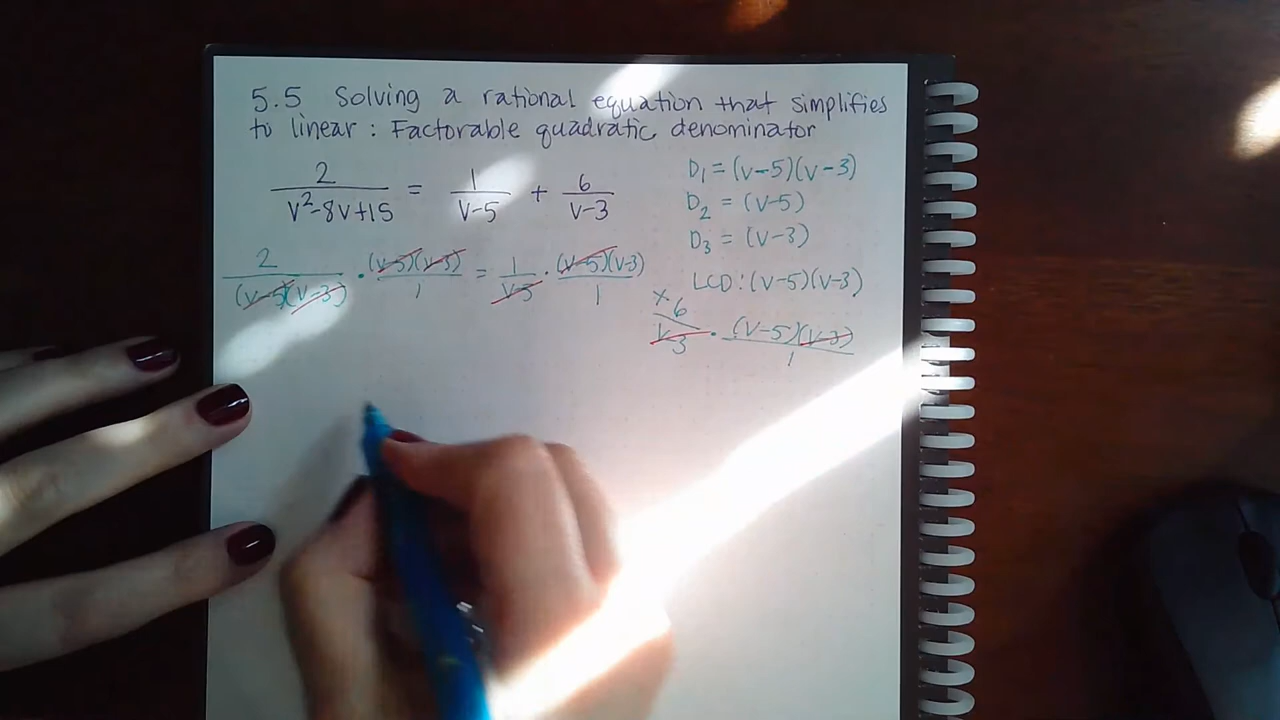 5.5 Solving a rational equation that simplifies
to linear: Factorable quadratic denominator
2/(v²-8v+15) = 1/(v-5) + 6/(v-3)
D₁ = (v-5)(v-3)
D₂ = (v-5)
D₃ = (v-3)
LCD: (v-5)(v-3)
2/((v-5)(v-3)) · (v-5)(v-3)/1 = 1/(v-5) · (v-5)(v-3)/1
+ 6/(v-3) · (v-5)(v-3)/1